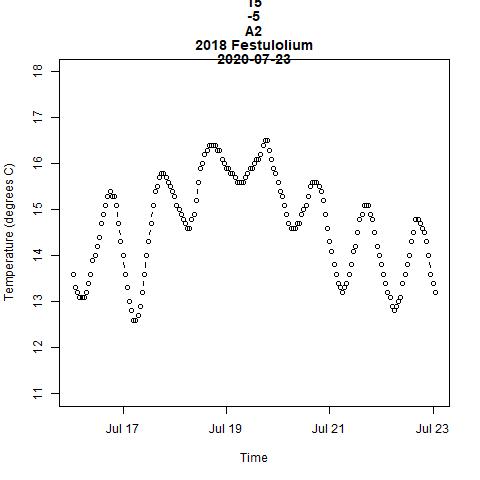 15
-5
A2
2018 Festulolium
2020-07-23
18
17
16
15
14
13
12
11
Temperature (degrees C)
Jul 17
Jul 19
Jul 21
Jul 23
Time